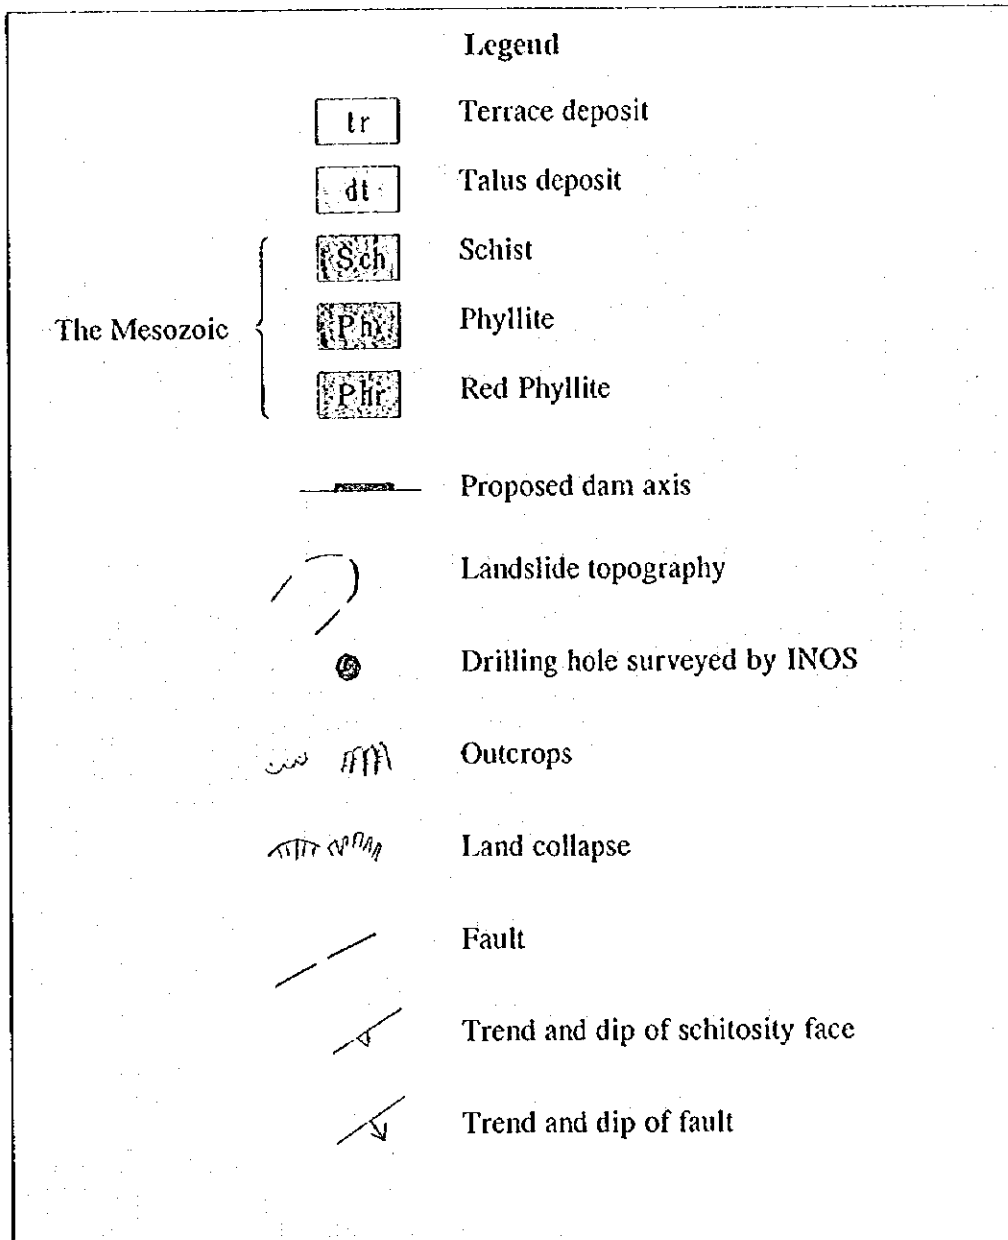 Legend
tr Terrace deposit
dt Talus deposit
Sch Schist
The Mesozoic
Phy Phyllite
Phr Red Phyllite
Proposed dam axis
Landslide topography
Drilling hole surveyed by INOS
Outcrops
Land collapse
Fault
Trend and dip of schitosity face
Trend and dip of fault